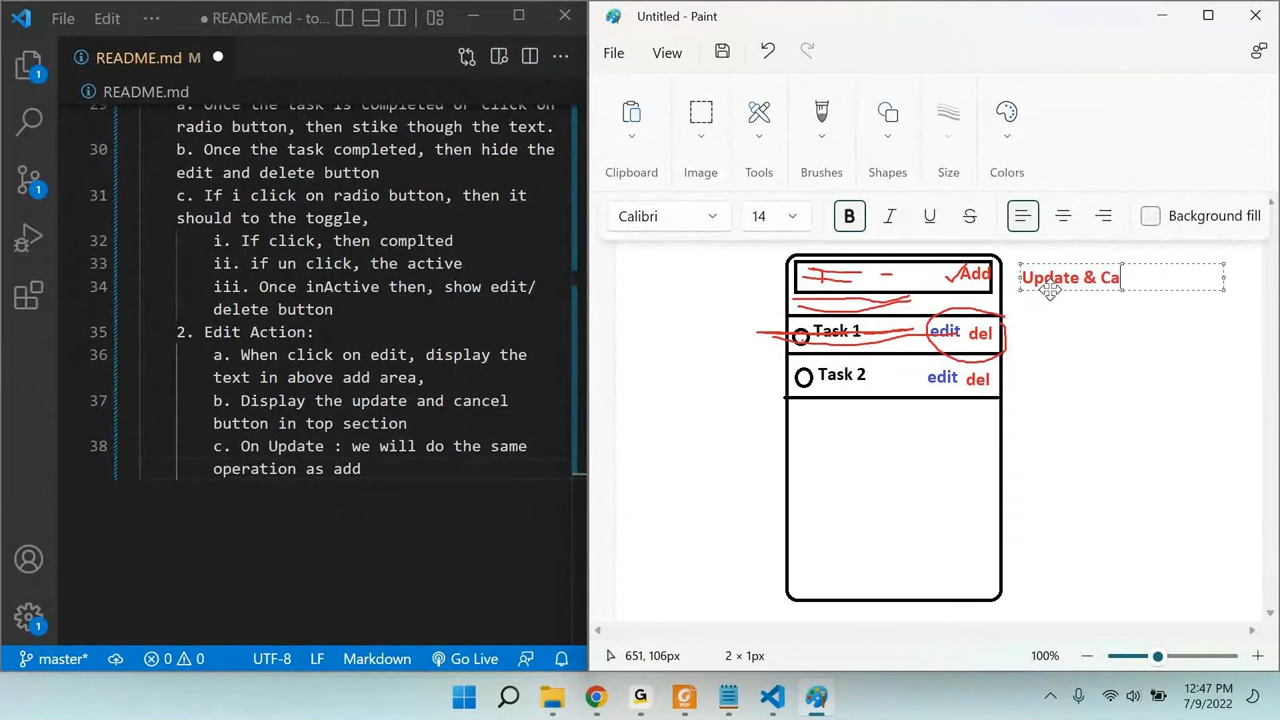 File Edit ··· README.md - to...
README.md M
README.md
29 a. Once the task is completed or click on
radio button, then stike though the text.
30 b. Once the task completed, then hide the
edit and delete button
31 c. If i click on radio button, then it
should to the toggle,
32 i. If click, then complted
33 ii. if un click, the active
34 iii. Once inActive then, show edit/
delete button
35 2. Edit Action:
36 a. When click on edit, display the
text in above add area,
37 b. Display the update and cancel
button in top section
38 c. On Update : we will do the same
operation as add
1
1
1
master* 0 0 UTF-8 LF Markdown Go Live
Untitled - Paint
File View
Clipboard Image Tools Brushes Shapes Size Colors
Calibri 14 B I U S Background fill
Add
Update & Ca
Task 1 edit del
Task 2 edit del
651, 106px 2 × 1px 100%
G
PDF
12:47 PM
7/9/2022